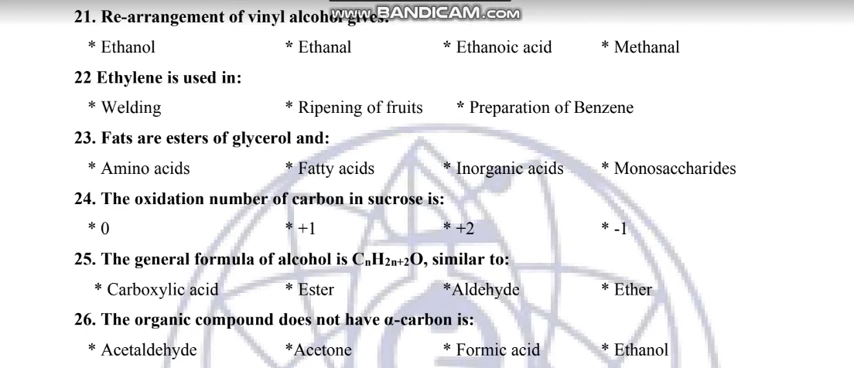 www.BANDICAM.COM
21. Re-arrangement of vinyl alcohol gives:
* Ethanol * Ethanal * Ethanoic acid * Methanal
22 Ethylene is used in:
* Welding * Ripening of fruits * Preparation of Benzene
23. Fats are esters of glycerol and:
* Amino acids * Fatty acids * Inorganic acids * Monosaccharides
24. The oxidation number of carbon in sucrose is:
* 0 * +1 * +2 * -1
25. The general formula of alcohol is CₙH₂ₙ₊₂O, similar to:
* Carboxylic acid * Ester *Aldehyde * Ether
26. The organic compound does not have α-carbon is:
* Acetaldehyde *Acetone * Formic acid * Ethanol